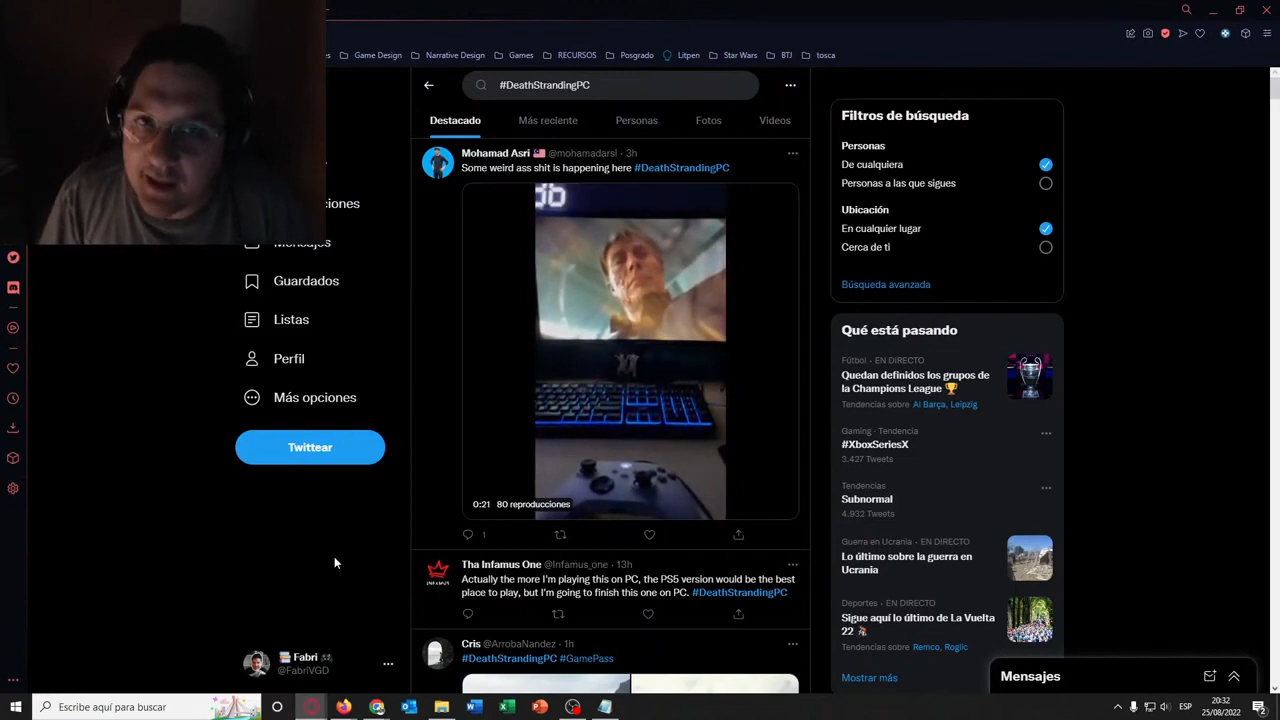 es
Game Design
Narrative Design
Games
RECURSOS
Posgrado
Litpen
Star Wars
BTJ
tosca
#DeathStrandingPC
Destacado
Más reciente
Personas
Fotos
Vídeos
Mohamad Asri 🇲🇾 @mohamadarsl · 3h
Some weird ass shit is happening here #DeathStrandingPC
0:21 80 reproducciones
1
Tha Infamus One @Infamus_one · 13h
Actually the more I'm playing this on PC, the PS5 version would be the best
place to play, but I'm going to finish this one on PC. #DeathStrandingPC
Cris @ArrobaNandez · 1h
#DeathStrandingPC #GamePass
ciones
Mensajes
Guardados
Listas
Perfil
Más opciones
Twittear
📚 Fabri 🎮
@FabriVGD
Filtros de búsqueda
Personas
De cualquiera
Personas a las que sigues
Ubicación
En cualquier lugar
Cerca de ti
Búsqueda avanzada
Qué está pasando
Fútbol · EN DIRECTO
Quedan definidos los grupos de
la Champions League 🏆
Tendencias sobre Al Barça, Leipzig
Gaming · Tendencia
#XboxSeriesX
3.427 Tweets
Tendencias
Subnormal
4.932 Tweets
Guerra en Ucrania · EN DIRECTO
Lo último sobre la guerra en
Ucrania
Deportes · EN DIRECTO
Sigue aquí lo último de La Vuelta
22 🚴
Tendencias sobre Remco, Roglic
Mostrar más
Mensajes
Escribe aquí para buscar
ESP
20:32
25/08/2022
2